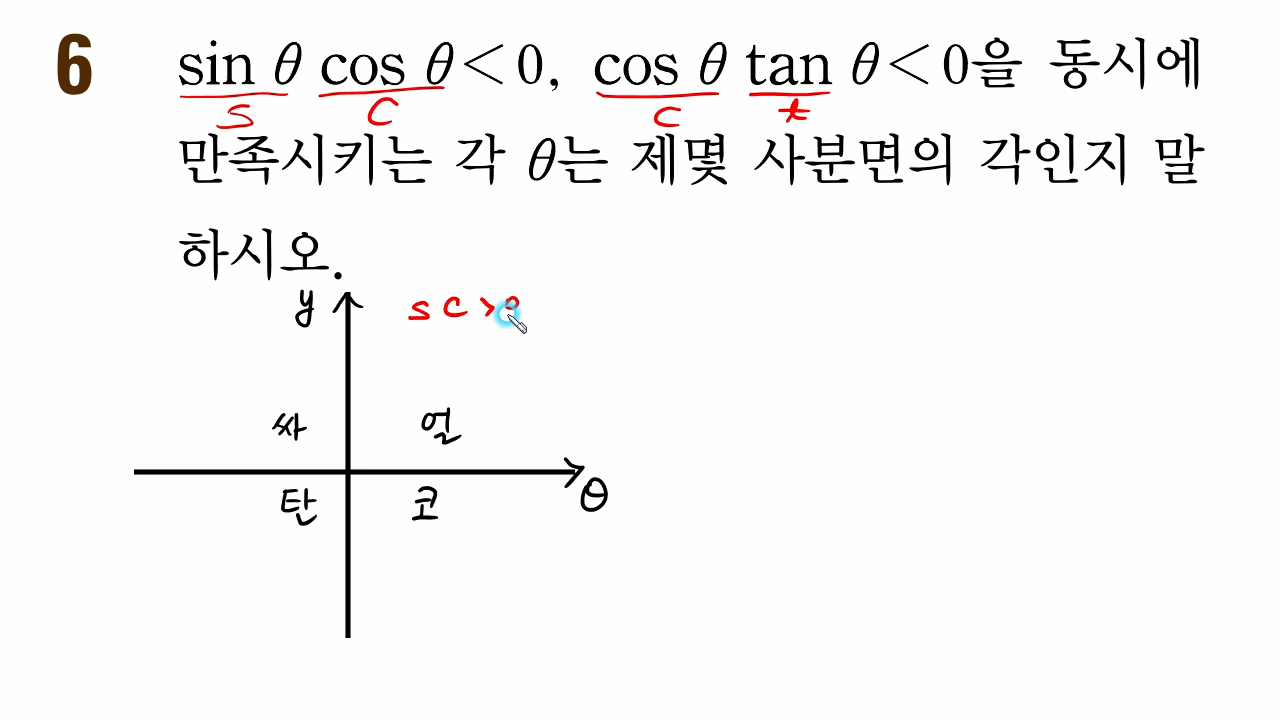 6 sin θ cos θ<0, cos θ tan θ<0을 동시에
s c c t
만족시키는 각 θ는 제몇 사분면의 각인지 말
하시오.
y s c >
싸 얼
탄 코 θ